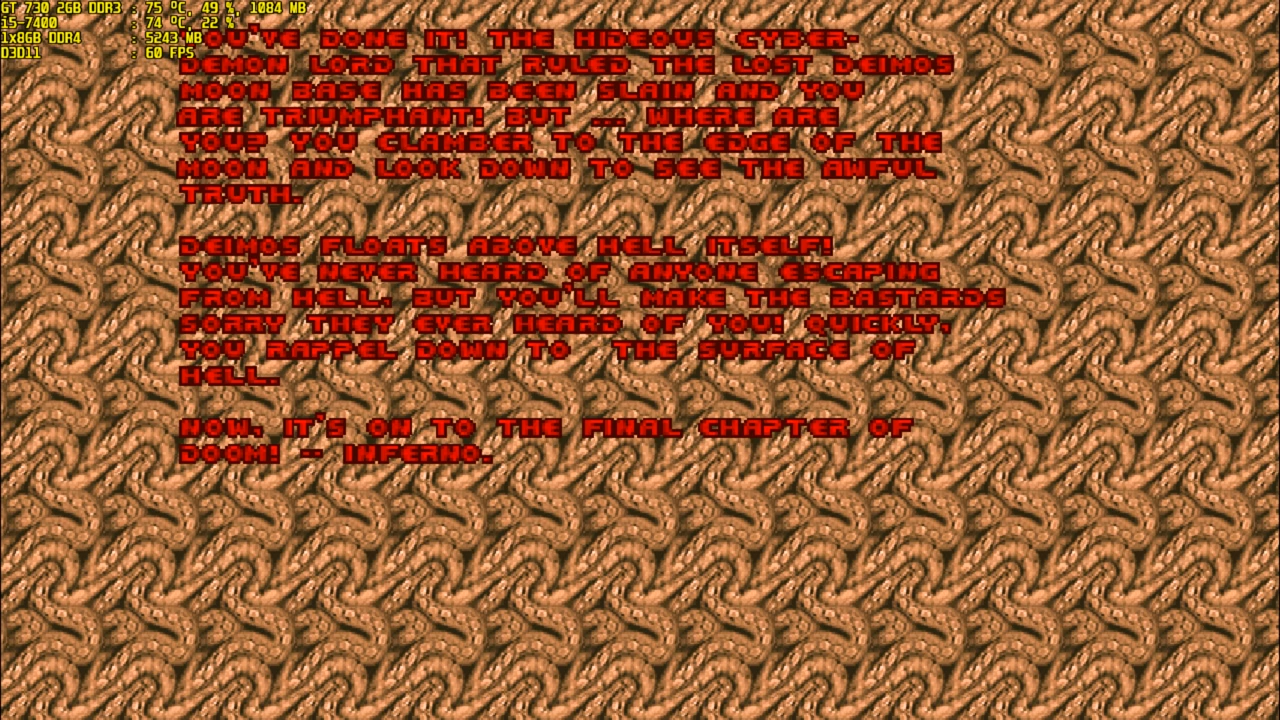 GT 730 2GB DDR3 : 75 ºC, 49 %, 1084 MB
i5-7400 : 74 ºC, 22 %
1x8GB DDR4 : 5243 MB
D3D11 : 60 FPS
YOU'VE DONE IT! THE HIDEOUS CYBER-
DEMON LORD THAT RULED THE LOST DEIMOS
MOON BASE HAS BEEN SLAIN AND YOU
ARE TRIUMPHANT! BUT ... WHERE ARE
YOU? YOU CLAMBER TO THE EDGE OF THE
MOON AND LOOK DOWN TO SEE THE AWFUL
TRUTH.
DEIMOS FLOATS ABOVE HELL ITSELF!
YOU'VE NEVER HEARD OF ANYONE ESCAPING
FROM HELL, BUT YOU'LL MAKE THE BASTARDS
SORRY THEY EVER HEARD OF YOU! QUICKLY,
YOU RAPPEL DOWN TO THE SURFACE OF
HELL.
NOW, IT'S ON TO THE FINAL CHAPTER OF
DOOM! -- INFERNO.